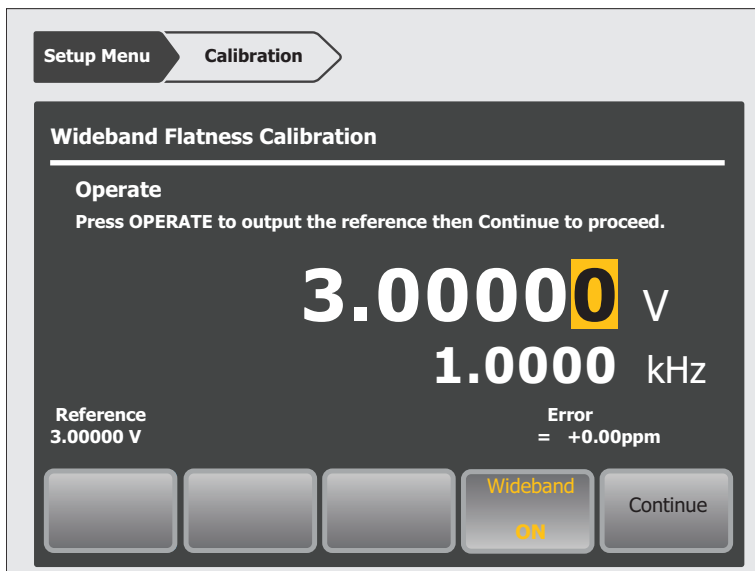 Setup Menu Calibration
Wideband Flatness Calibration
Operate
Press OPERATE to output the reference then Continue to proceed.
3.00000 V
1.0000 kHz
Reference Error
3.00000 V = +0.00ppm
Wideband
ON
Continue